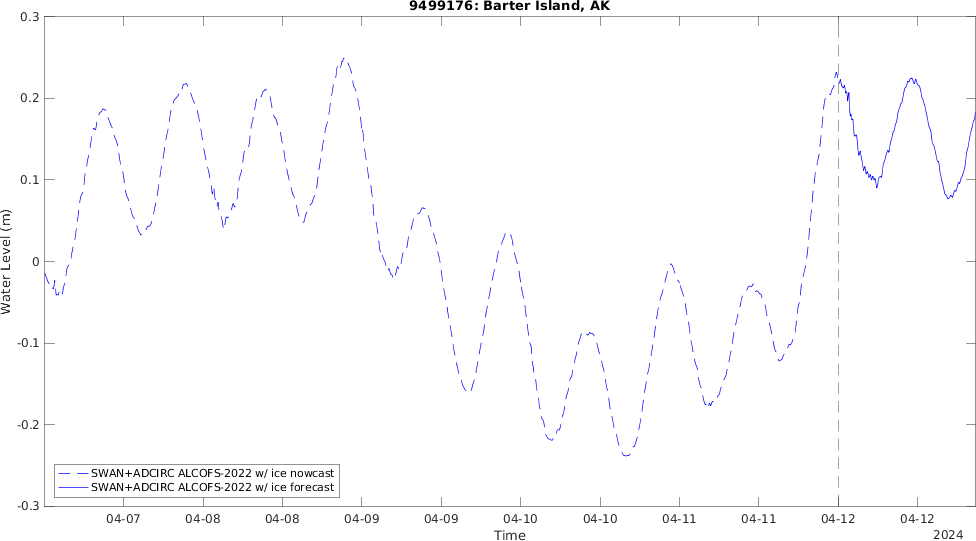 9499176: Barter Island, AK
0.3
0.2
0.1
0
-0.1
-0.2
-0.3
Water Level (m)
SWAN+ADCIRC ALCOFS-2022 w/ ice nowcast
SWAN+ADCIRC ALCOFS-2022 w/ ice forecast
04-07 04-08 04-08 04-09 04-09 04-10 04-10 04-11 04-11 04-12 04-12
Time
2024